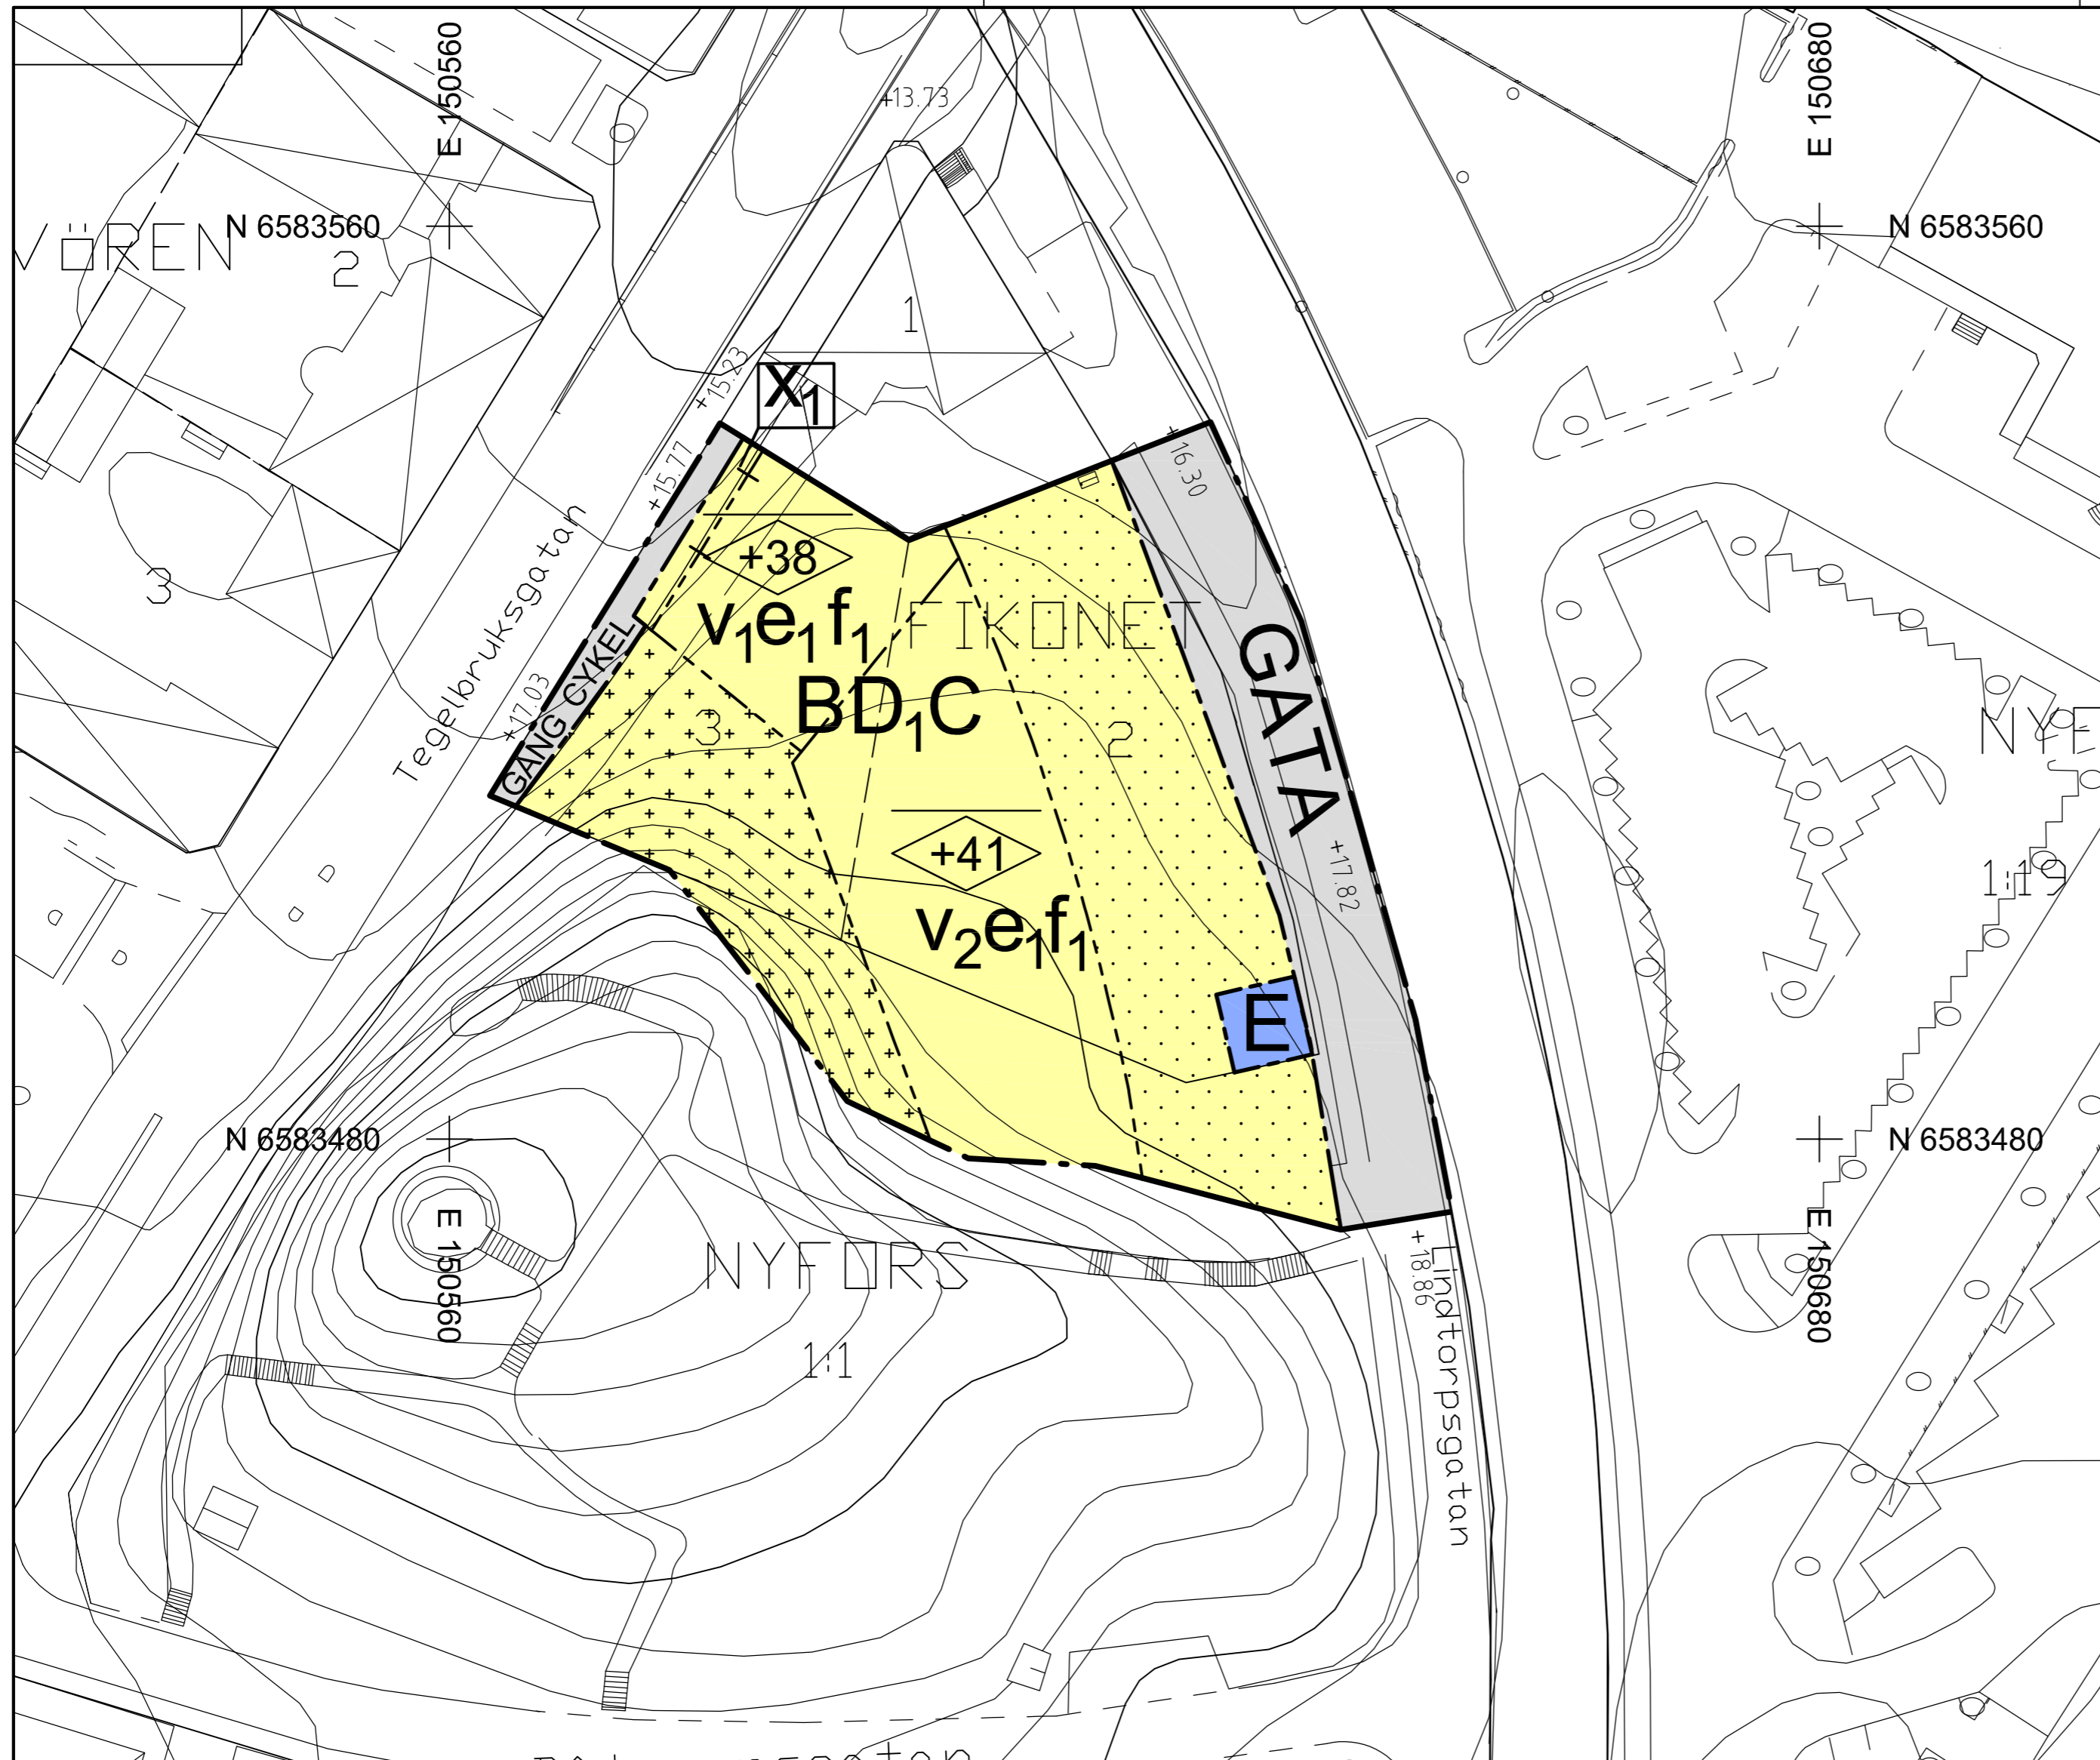 E 150560
E 150680
+13.73
VÖREN
N 6583560
2
N 6583560
1
+15.23
X1
+15.77
+16.30
Tegelbruksgatan
3
+38
v1e1f1
FIKONET
GATA
GÅNG CYKEL
+17.03
3
BD1C
2
+41
+17.82
1:19
v2e1f1
E
N 6583480
N 6583480
E 150560
E 150680
NYFORS
+18.86
Lindtorpsgatan
1:1